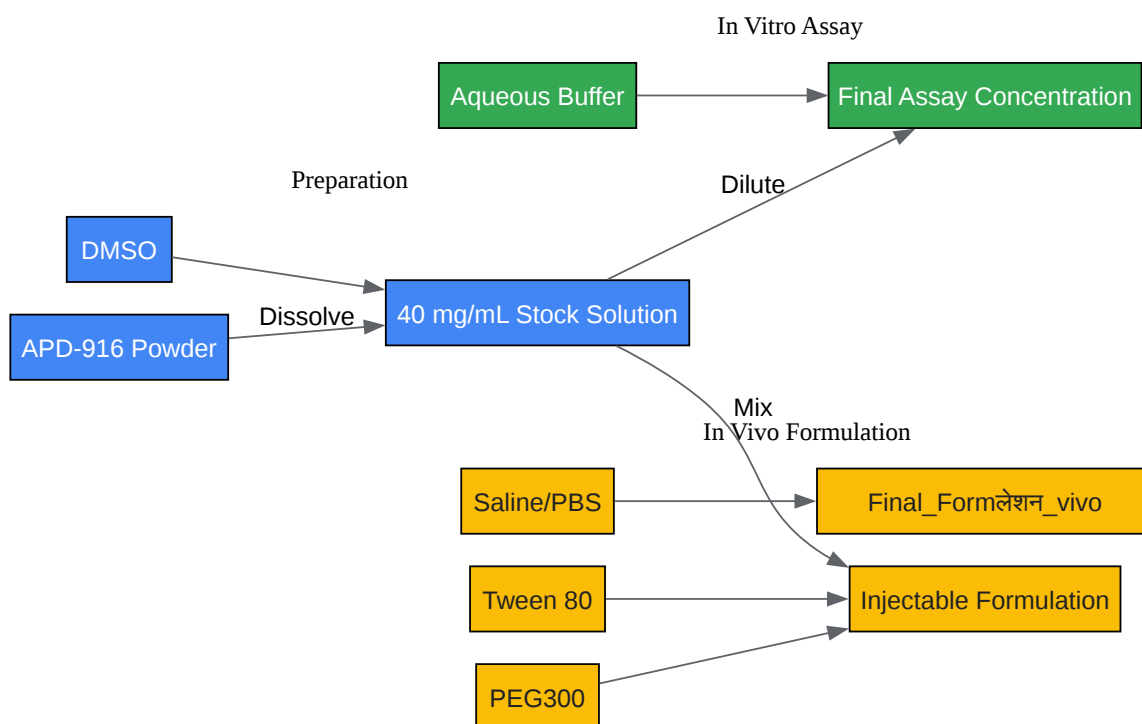 In Vitro Assay
Aqueous Buffer
Final Assay Concentration
Preparation
Dilute
DMSO
Dissolve
40 mg/mL Stock Solution
APD-916 Powder
Mix
In Vivo Formulation
Saline/PBS
Final_Formलेशन_vivo
Tween 80
Injectable Formulation
PEG300